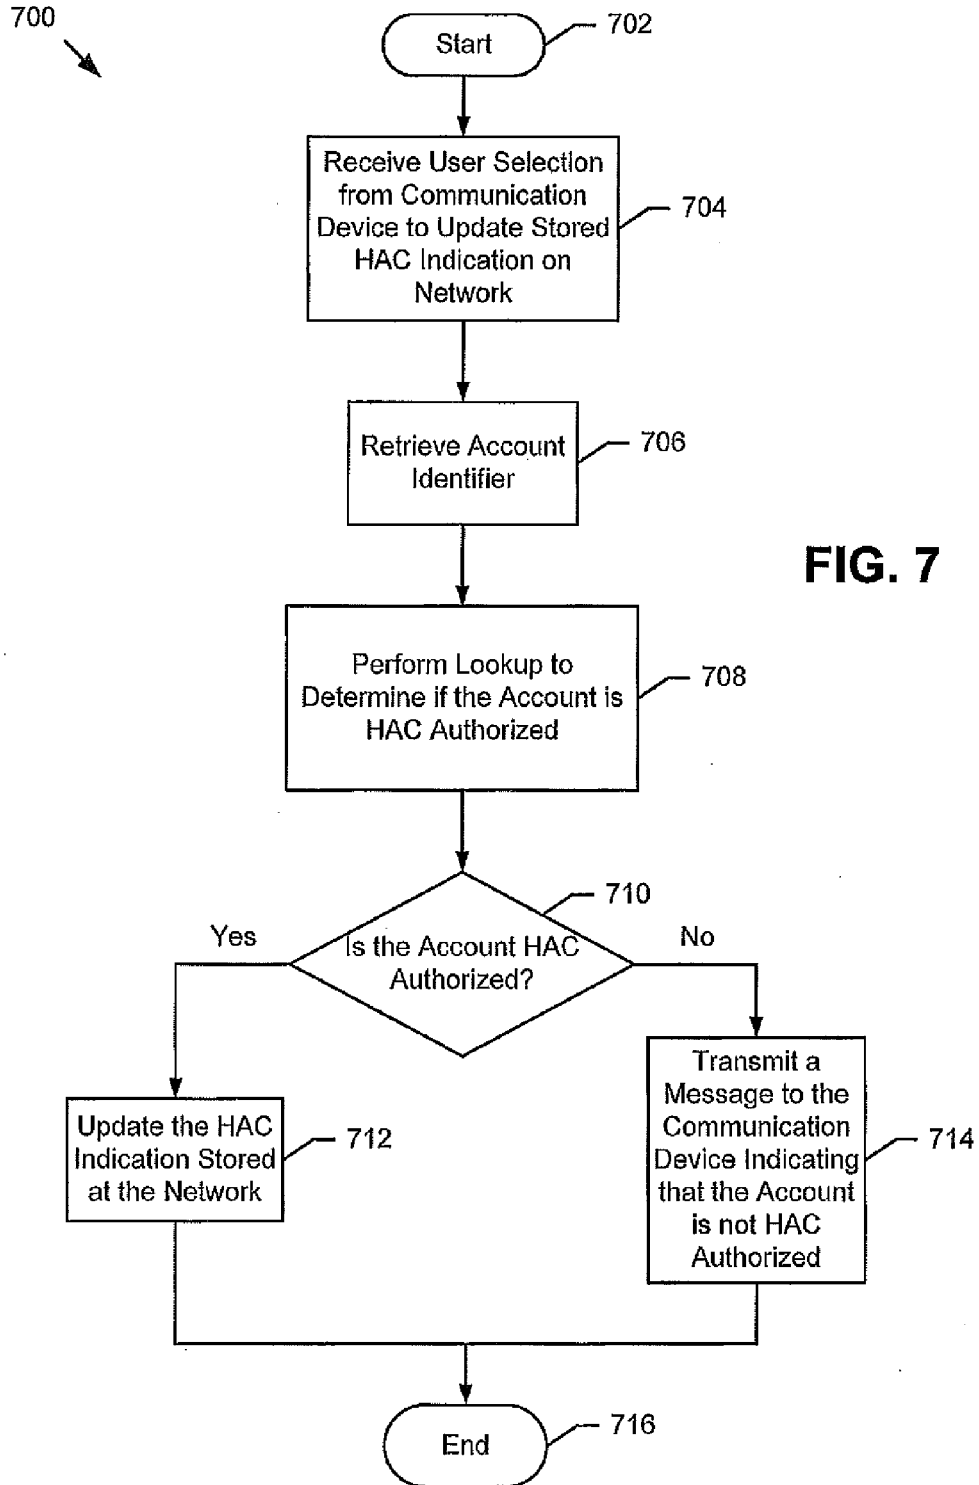 700
Start
702
Receive User Selection
from Communication
Device to Update Stored
HAC Indication on
Network
704
Retrieve Account
Identifier
706
FIG. 7
Perform Lookup to
Determine if the Account is
HAC Authorized
708
710
Yes
Is the Account HAC
Authorized?
No
Update the HAC
Indication Stored
at the Network
712
Transmit a
Message to the
Communication
Device Indicating
that the Account
is not HAC
Authorized
714
End
716